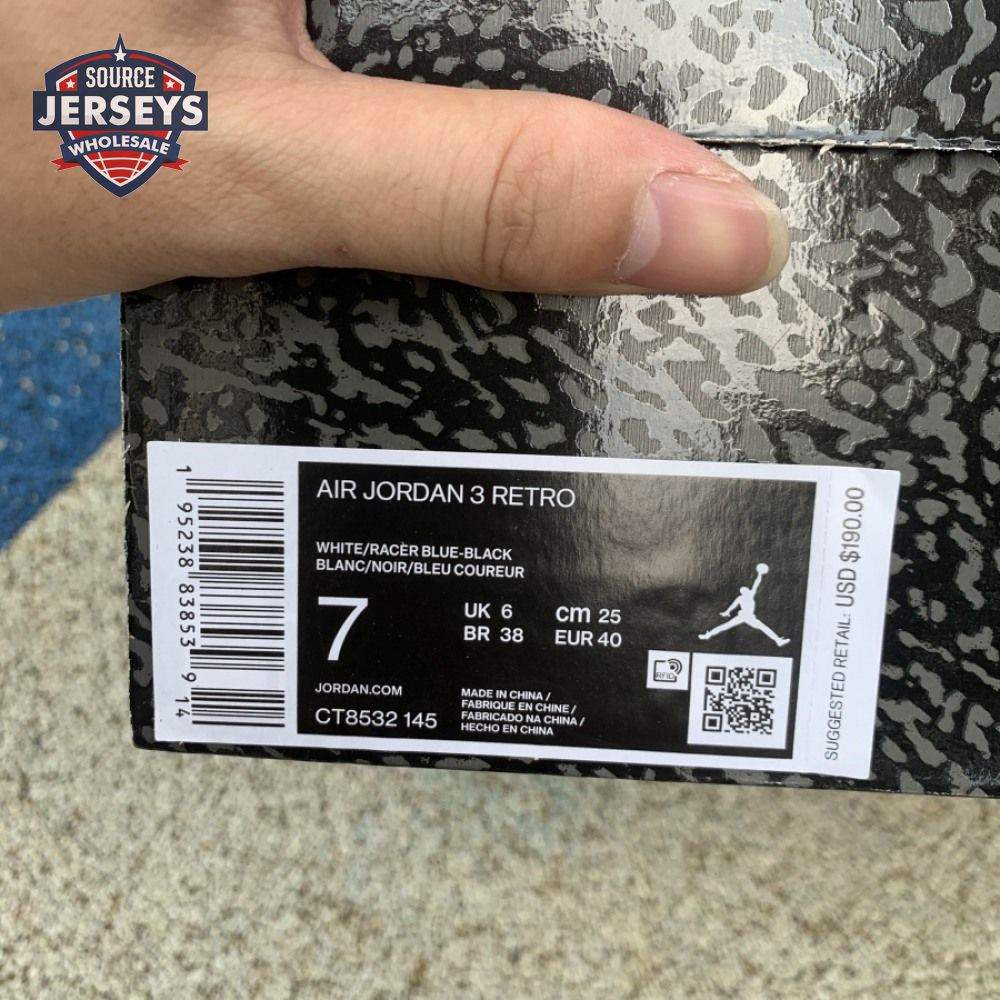 SOURCE
JERSEYS
WHOLESALE
AIR JORDAN 3 RETRO
WHITE/RACER BLUE-BLACK
BLANC/NOIR/BLEU COUREUR
7
UK 6
cm 25
BR 38
EUR 40
JORDAN.COM
CT8532 145
MADE IN CHINA /
FABRIQUE EN CHINE /
FABRICADO NA CHINA /
HECHO EN CHINA
RFID
1 95238 83853 9 14
SUGGESTED RETAIL: USD $190.00